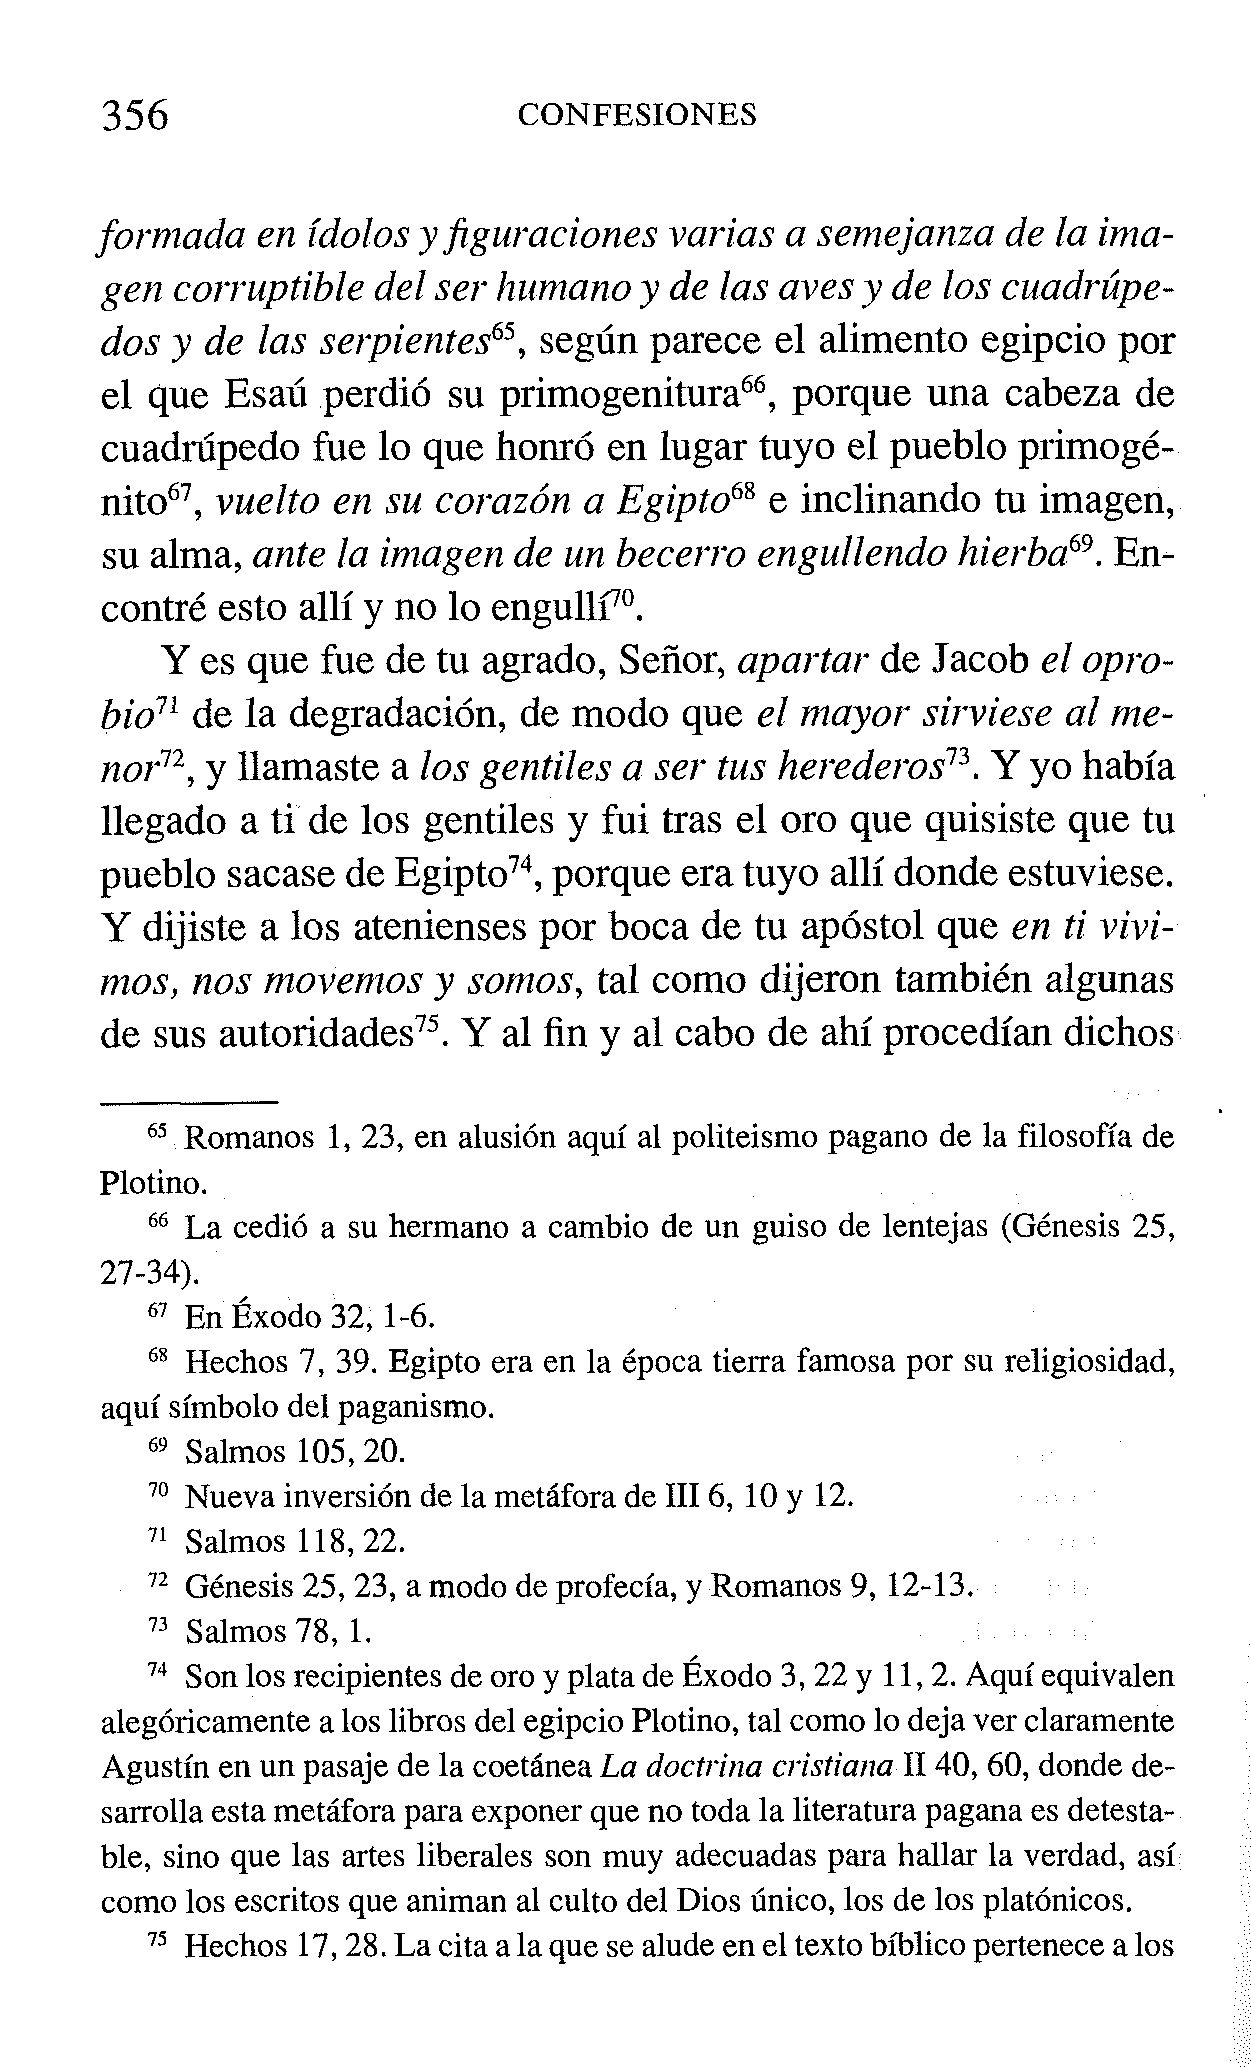 356 CONFESIONES
formada en ídolos y figuraciones varias a semejanza de la ima-
gen corruptible del ser humano y de las aves y de los cuadrúpe-
dos y de las serpientes⁶⁵, según parece el alimento egipcio por
el que Esaú perdió su primogenitura⁶⁶, porque una cabeza de
cuadrúpedo fue lo que honró en lugar tuyo el pueblo primogé-
nito⁶⁷, vuelto en su corazón a Egipto⁶⁸ e inclinando tu imagen,
su alma, ante la imagen de un becerro engullendo hierba⁶⁹. En-
contré esto allí y no lo engullí⁷⁰.
Y es que fue de tu agrado, Señor, apartar de Jacob el opro-
bio⁷¹ de la degradación, de modo que el mayor sirviese al me-
nor⁷², y llamaste a los gentiles a ser tus herederos⁷³. Y yo había
llegado a ti de los gentiles y fui tras el oro que quisiste que tu
pueblo sacase de Egipto⁷⁴, porque era tuyo allí donde estuviese.
Y dijiste a los atenienses por boca de tu apóstol que en ti vivi-
mos, nos movemos y somos, tal como dijeron también algunas
de sus autoridades⁷⁵. Y al fin y al cabo de ahí procedían dichos
⁶⁵ Romanos 1, 23, en alusión aquí al politeismo pagano de la filosofía de
Plotino.
⁶⁶ La cedió a su hermano a cambio de un guiso de lentejas (Génesis 25,
27-34).
⁶⁷ En Éxodo 32, 1-6.
⁶⁸ Hechos 7, 39. Egipto era en la época tierra famosa por su religiosidad,
aquí símbolo del paganismo.
⁶⁹ Salmos 105, 20.
⁷⁰ Nueva inversión de la metáfora de III 6, 10 y 12.
⁷¹ Salmos 118, 22.
⁷² Génesis 25, 23, a modo de profecía, y Romanos 9, 12-13.
⁷³ Salmos 78, 1.
⁷⁴ Son los recipientes de oro y plata de Éxodo 3, 22 y 11, 2. Aquí equivalen
alegóricamente a los libros del egipcio Plotino, tal como lo deja ver claramente
Agustín en un pasaje de la coetánea La doctrina cristiana II 40, 60, donde de-
sarrolla esta metáfora para exponer que no toda la literatura pagana es detesta-
ble, sino que las artes liberales son muy adecuadas para hallar la verdad, así
como los escritos que animan al culto del Dios único, los de los platónicos.
⁷⁵ Hechos 17, 28. La cita a la que se alude en el texto bíblico pertenece a los